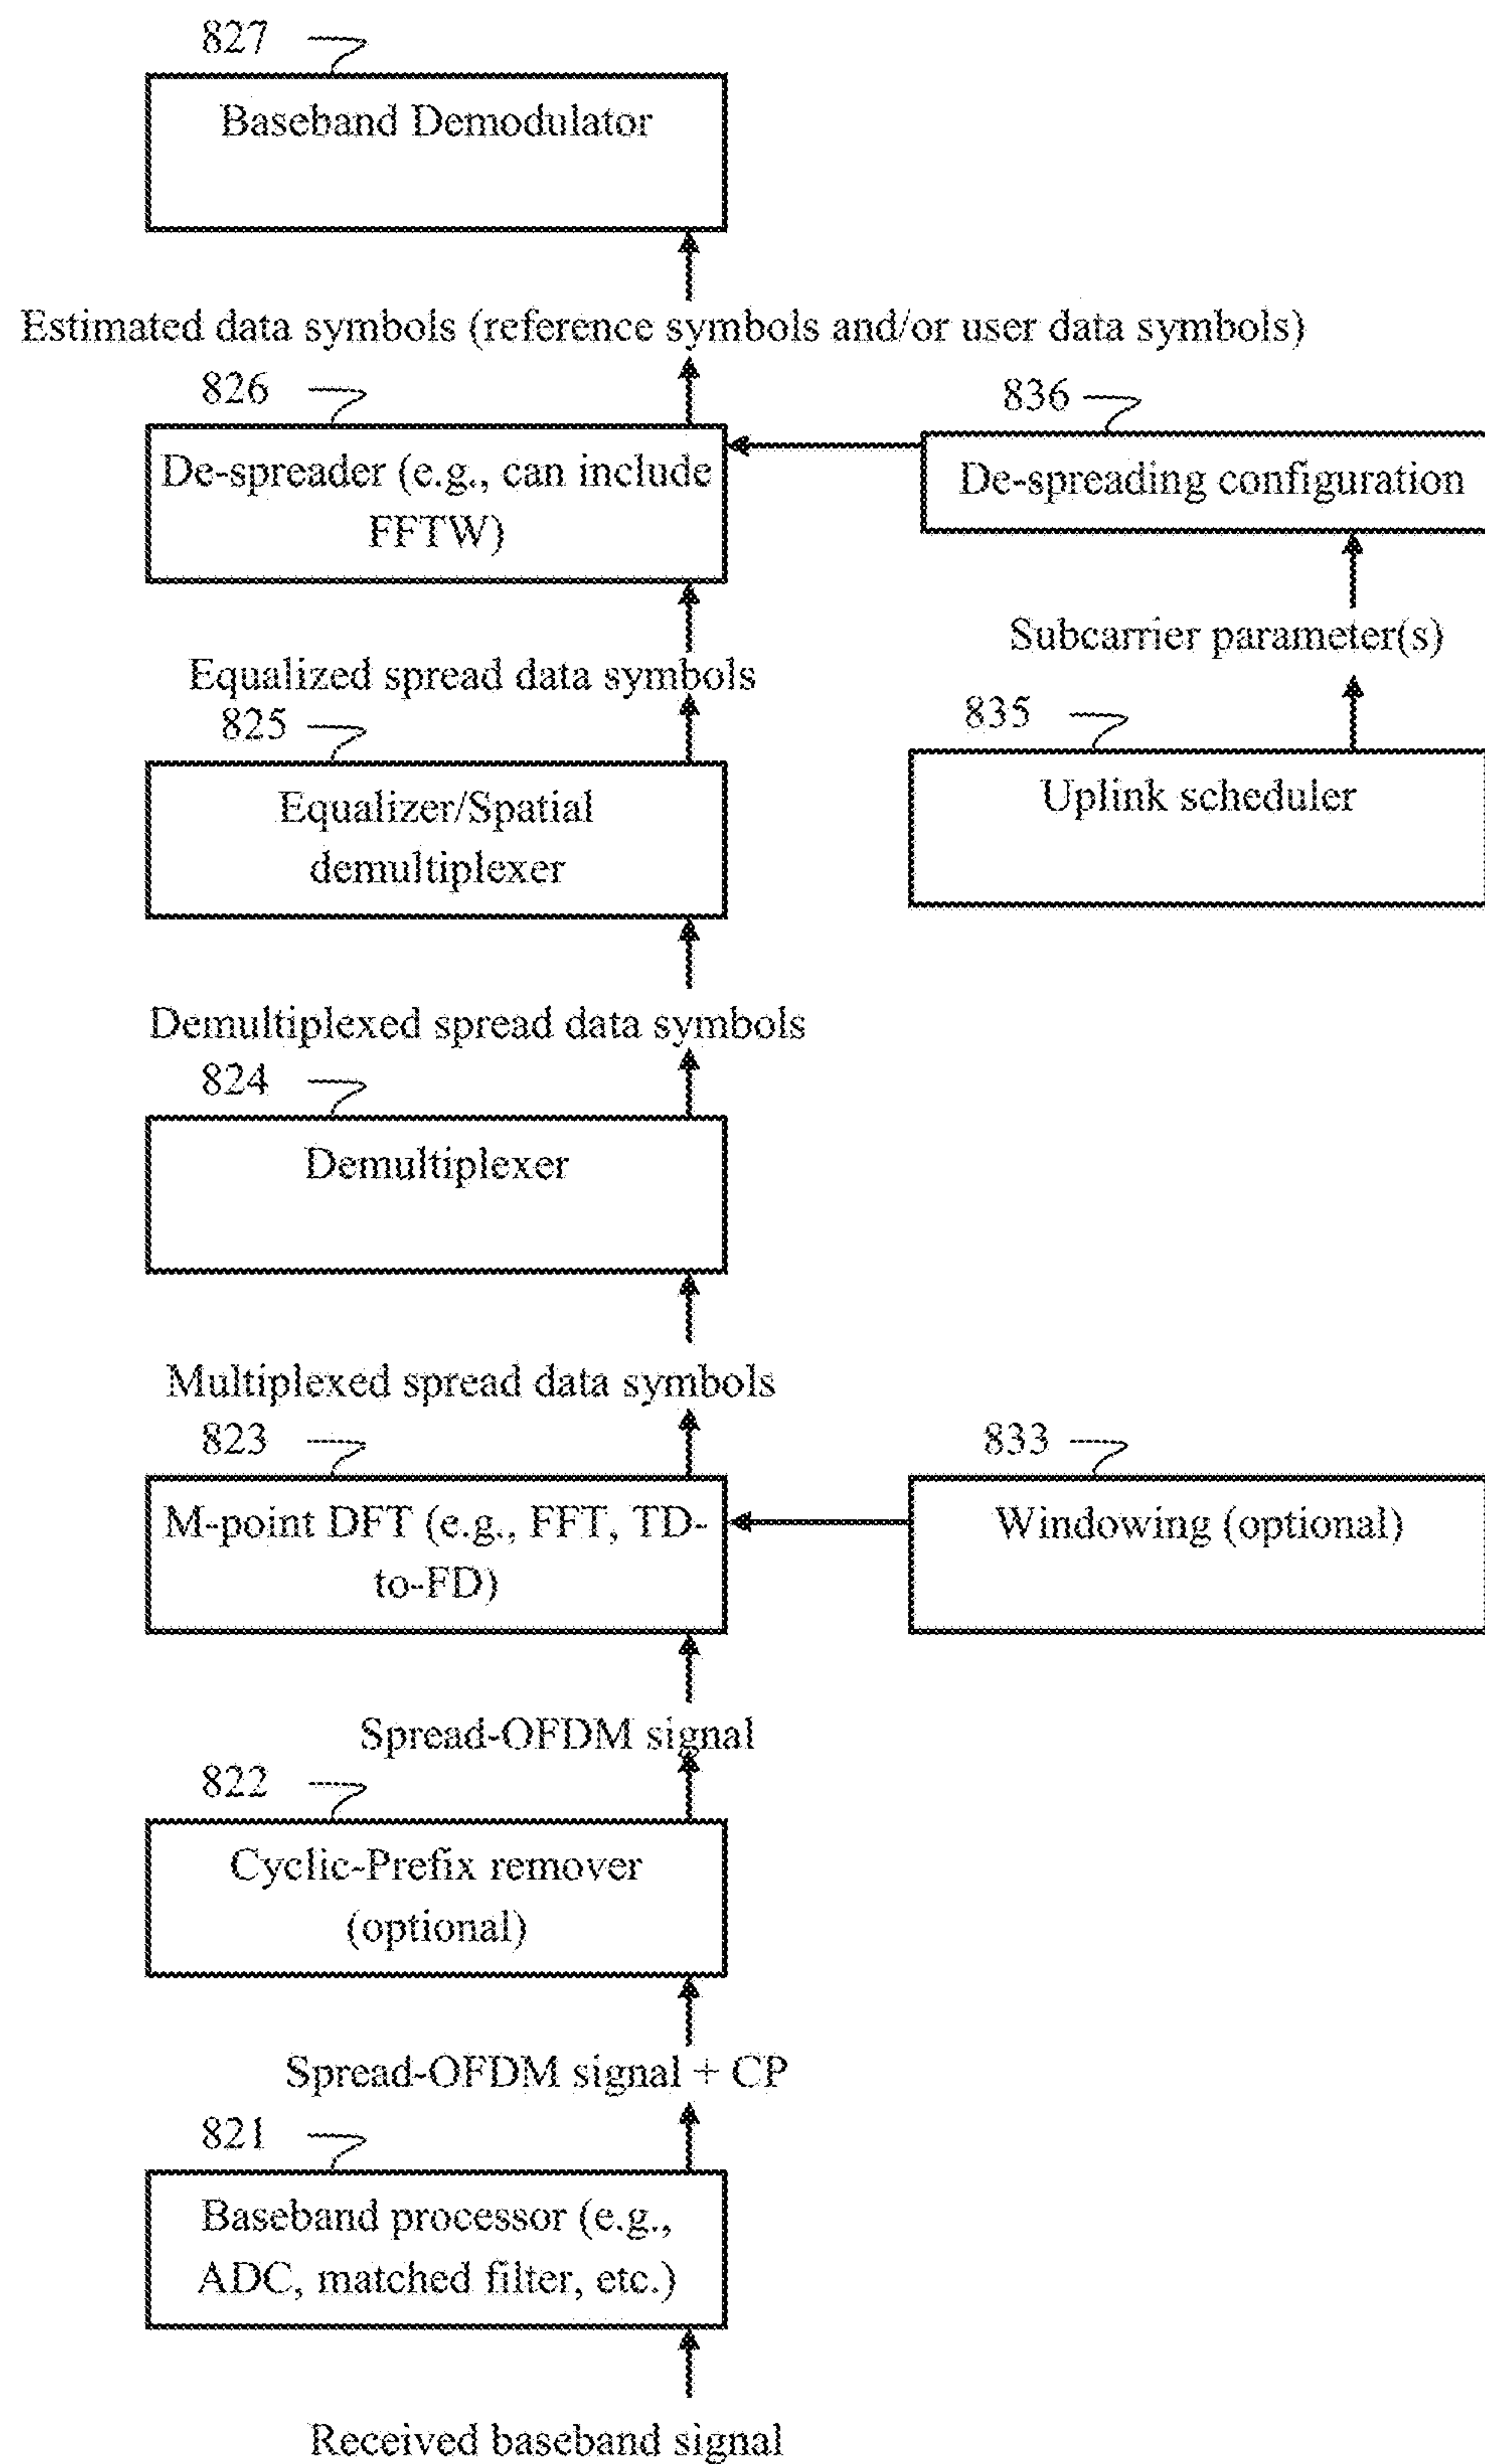 827
Baseband Demodulator
Estimated data symbols (reference symbols and/or user data symbols)
826
836
De-spreader (e.g., can include
FFTW)
De-spreading configuration
Subcarrier parameter(s)
Equalized spread data symbols
825
835
Equalizer/Spatial
demultiplexer
Uplink scheduler
Demultiplexed spread data symbols
824
Demultiplexer
Multiplexed spread data symbols
823
833
M-point DFT (e.g., FFT, TD-
to-FD)
Windowing (optional)
Spread-OFDM signal
822
Cyclic-Prefix remover
(optional)
Spread-OFDM signal + CP
821
Baseband processor (e.g.,
ADC, matched filter, etc.)
Received baseband signal